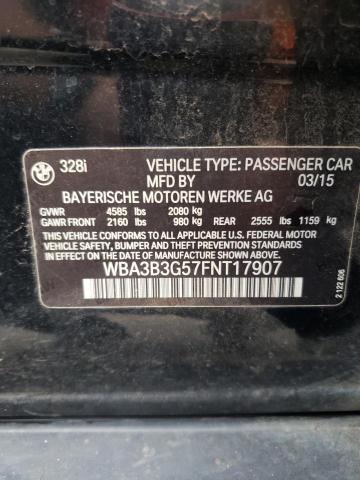 BMW
328i VEHICLE TYPE: PASSENGER CAR
MFD BY 03/15
BAYERISCHE MOTOREN WERKE AG
GVWR 4585 lbs 2080 kg
GAWR FRONT 2160 lbs 980 kg REAR 2555 lbs 1159 kg
THIS VEHICLE CONFORMS TO ALL APPLICABLE
U.S. FEDERAL MOTOR VEHICLE
SAFETY, BUMPER AND THEFT PREVENTION STANDARDS
IN EFFECT ON THE DATE OF MANUFACTURE SHOWN ABOVE.
WBA3B3G57FNT17907
2 122 606